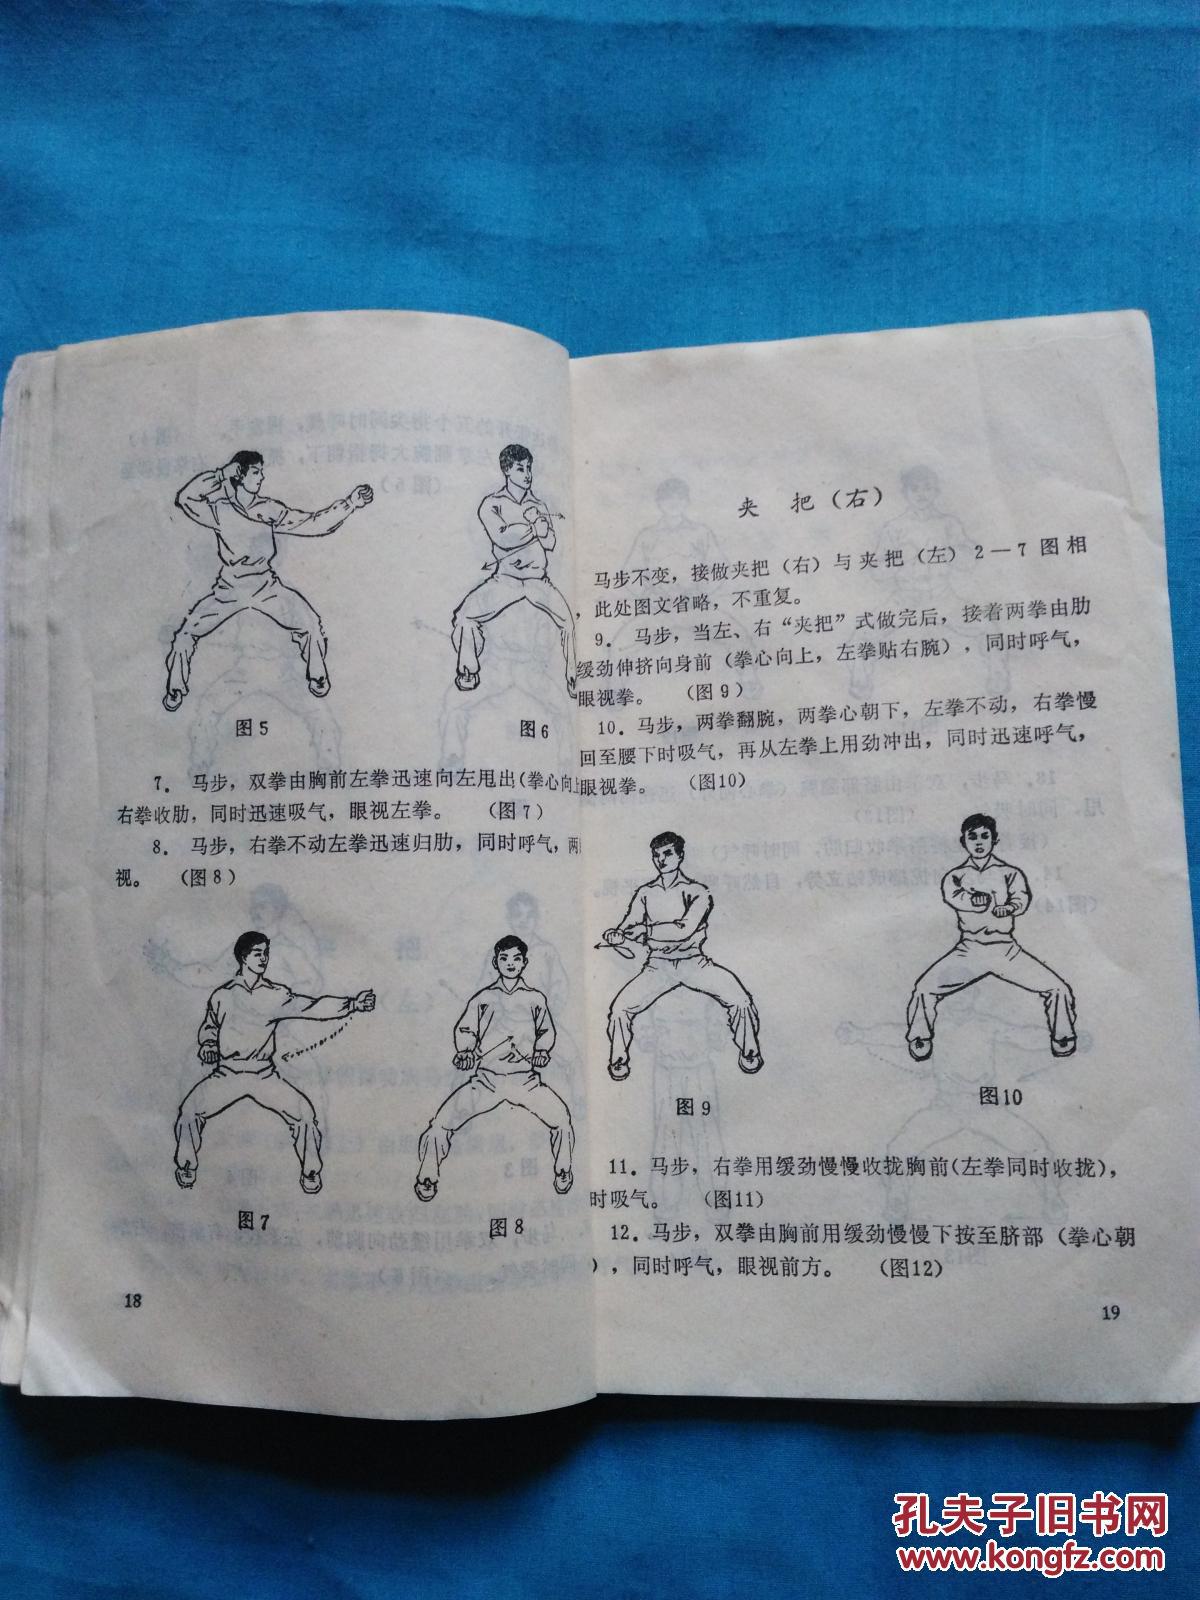 图5
图6
7. 马步，双拳由胸前左拳迅速向左甩出（拳心向上
右拳收肋，同时迅速吸气，眼视左拳。 （图7）
8. 马步，右拳不动左拳迅速归肋，同时呼气，两
视。 （图8）
图7
图8
18
夹 把（右）
马步不变，接做夹把（右）与夹把（左）2—7图相
，此处图文省略，不重复。
9. 马步，当左、右“夹把”式做完后，接着两拳由肋
缓劲伸挤向身前（拳心向上，左拳贴右腕），同时呼气，
眼视拳。 （图9）
10. 马步，两拳翻腕，两拳心朝下，左拳不动，右拳慢
回至腰下时吸气，再从左拳上用劲冲出，同时迅速呼气，
眼视拳。 （图10）
图9
图10
11. 马步，右拳用缓劲慢慢收拢胸前（左拳同时收拢），
时吸气。 （图11）
12. 马步，双拳由胸前用缓劲慢慢下按至脐部（拳心朝
），同时呼气，眼视前方。 （图12）
19
孔夫子旧书网
www.kongfz.com